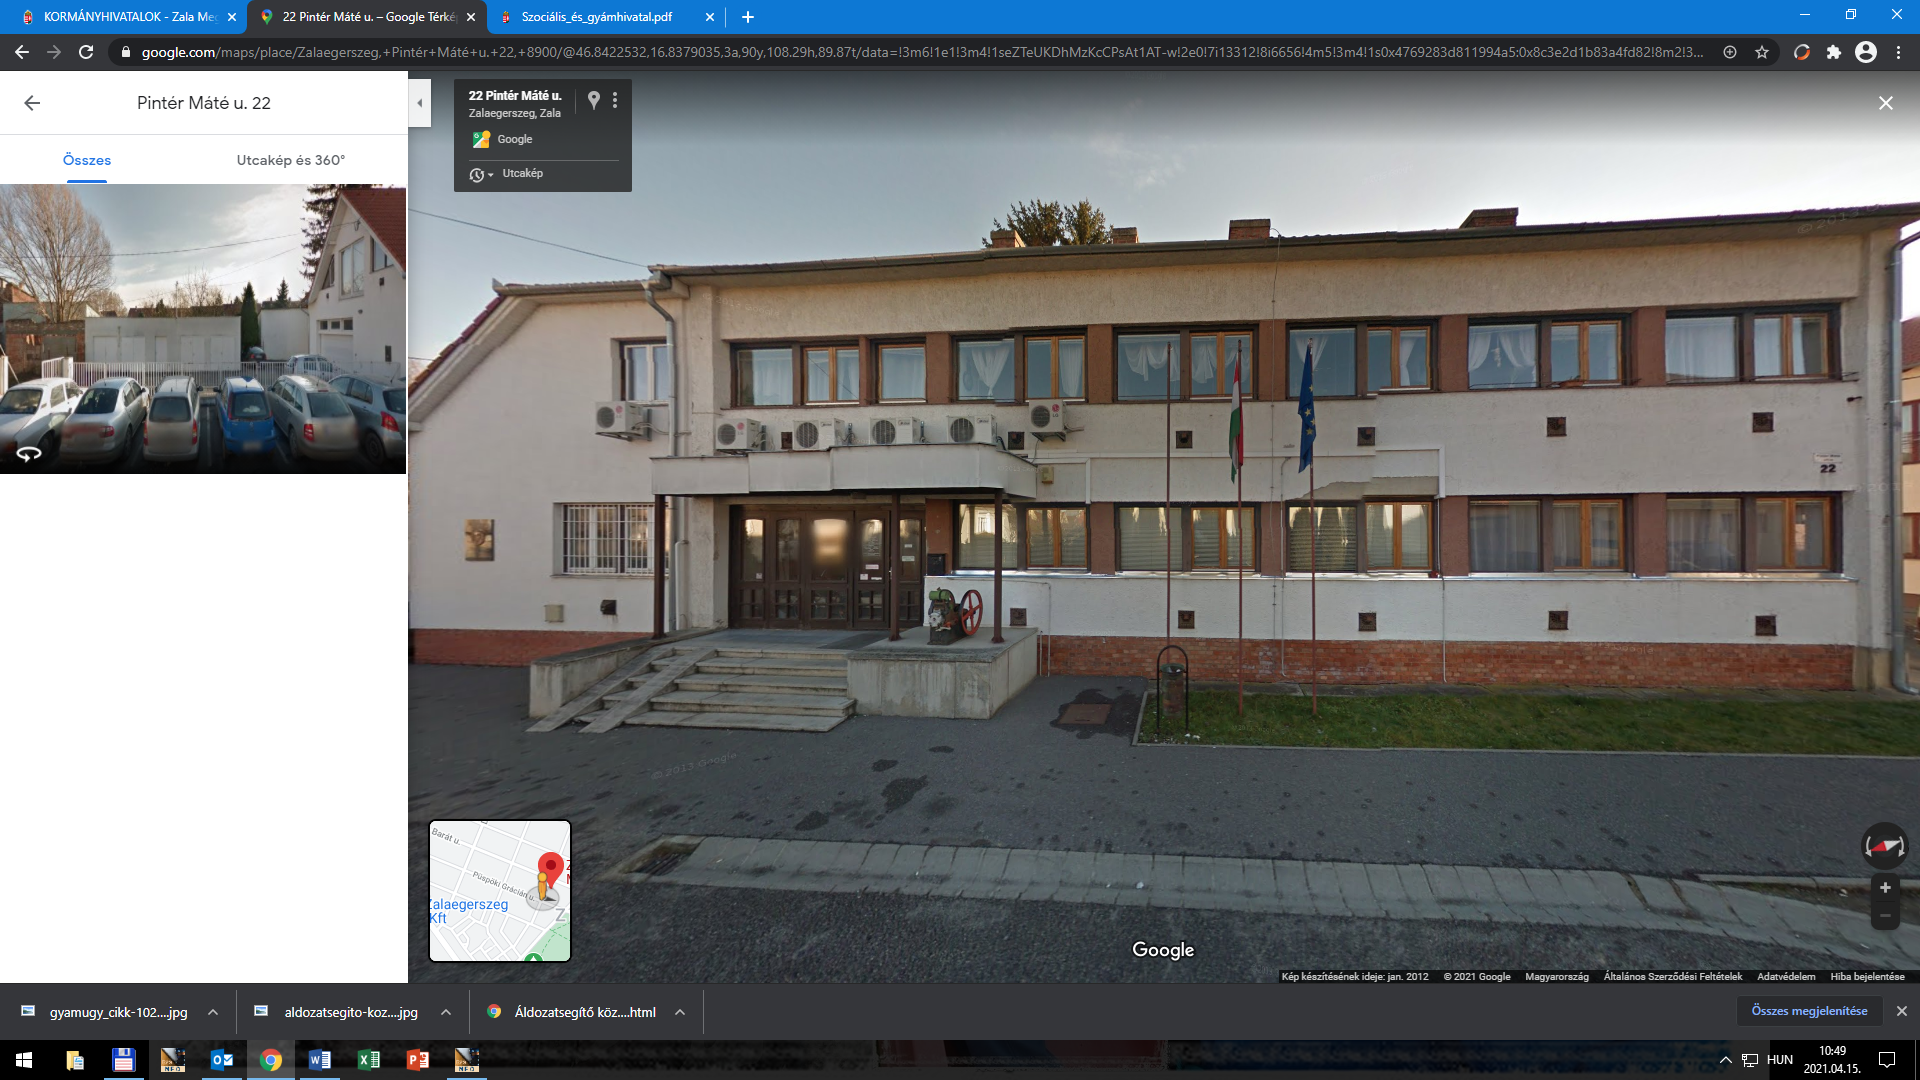 KORMÁNYHIVATALOK - Zala Me
22 Pintér Máté u. – Google Térké
Szociális_és_gyámhivatal.pdf
google.com/maps/place/Zalaegerszeg,+Pintér+Máté+u.+22,+8900/@46.8422532,16.8379035,3a,90y,108.29h,89.87t/data=!3m6!1e1!3m4!1seZTeUKDhMzKcCPsAt1AT-w!2e0!7i13312!8i6656!4m5!3m4!1s0x4769283d811994a5:0x8c3e2d1b83a4fd82!8m2!3...
Pintér Máté u. 22
Összes
Utcakép és 360°
22 Pintér Máté u.
Zalaegerszeg, Zala
Google
Utcakép
22
© 2013 Google
Barát u.
Püspöki Grácián u.
Zalaegerszeg
Kft
Z
Google
Kép készítésének ideje: jan. 2012
© 2021 Google
Magyarország
Általános Szerződési Feltételek
Adatvédelem
Hiba bejelentése
gyamugy_cikk-102....jpg
aldozatsegito-koz....jpg
Áldozatsegítő köz....html
Összes megjelenítése
HUN
10:49
2021.04.15.